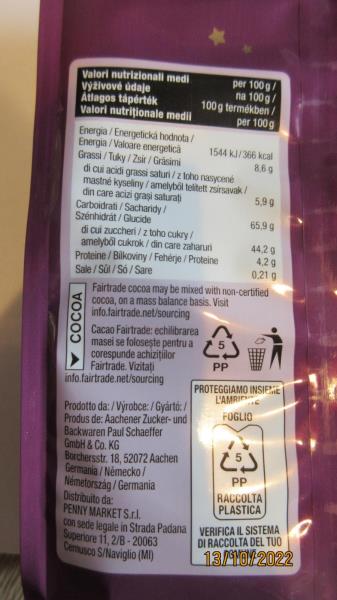 Valori nutrizionali medi
Výživové údaje
Átlagos tápérték
Valori nutriționale medii
per 100 g /
na 100 g /
100 g termékben /
per 100 g
Energia / Energetická hodnota /
Energia / Valoare energetică
1544 kJ/366 kcal
Grassi / Tuky / Zsír / Grăsimi
8,6 g
di cui acidi grassi saturi / z toho nasycené
mastné kyseliny / amelyből telített zsírsavak /
din care acizi grași saturați
5,9 g
Carboidrati / Sacharidy /
Szénhidrát / Glucide
65,9 g
di cui zuccheri / z toho cukry /
amelyből cukrok / din care zaharuri
44,2 g
Proteine / Bílkoviny / Fehérje / Proteine
4,2 g
Sale / Sůl / Só / Sare
0,21 g
COCOA
Fairtrade cocoa may be mixed with non-certified
cocoa, on a mass balance basis. Visit
info.fairtrade.net/sourcing
Cacao Fairtrade: echilibrarea
masei se folosește pentru a
corespunde achizițiilor
Fairtrade. Vizitați
info.fairtrade.net/sourcing
5
PP
Prodotto da: / Výrobce: / Gyártó: /
Produs de: Aachener Zucker- und
Backwaren Paul Schaeffer
GmbH & Co. KG
Borchersstr. 18, 52072 Aachen
Germania / Německo /
Németország / Germania
Distribuito da:
PENNY MARKET S.r.l.
con sede legale in Strada Padana
Superiore 11, 2/B - 20063
Cernusco S/Naviglio (MI)
PROTEGGIAMO INSIEME
L'AMBIENTE
FOGLIO
5
PP
RACCOLTA
PLASTICA
VERIFICA IL SISTEMA
DI RACCOLTA DEL TUO
13/10/2022